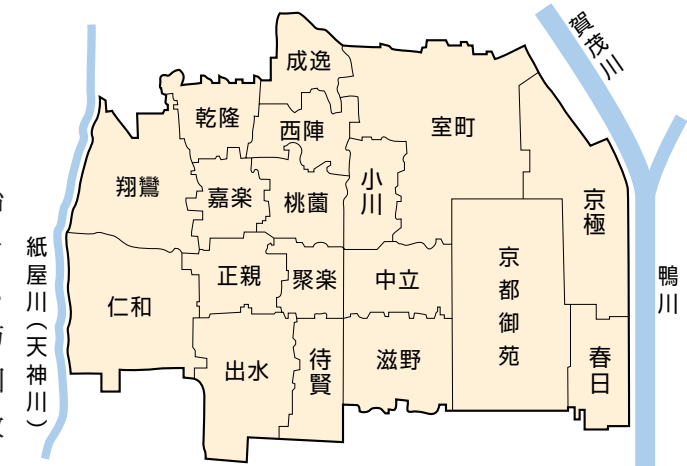 成逸
賀茂川
乾隆
西陣
室町
翔鸞
嘉楽
桃薗
小川
京極
紙屋川(天神川)
仁和
正親
聚楽
中立
京都御苑
鴨川
出水
待賢
滋野
春日